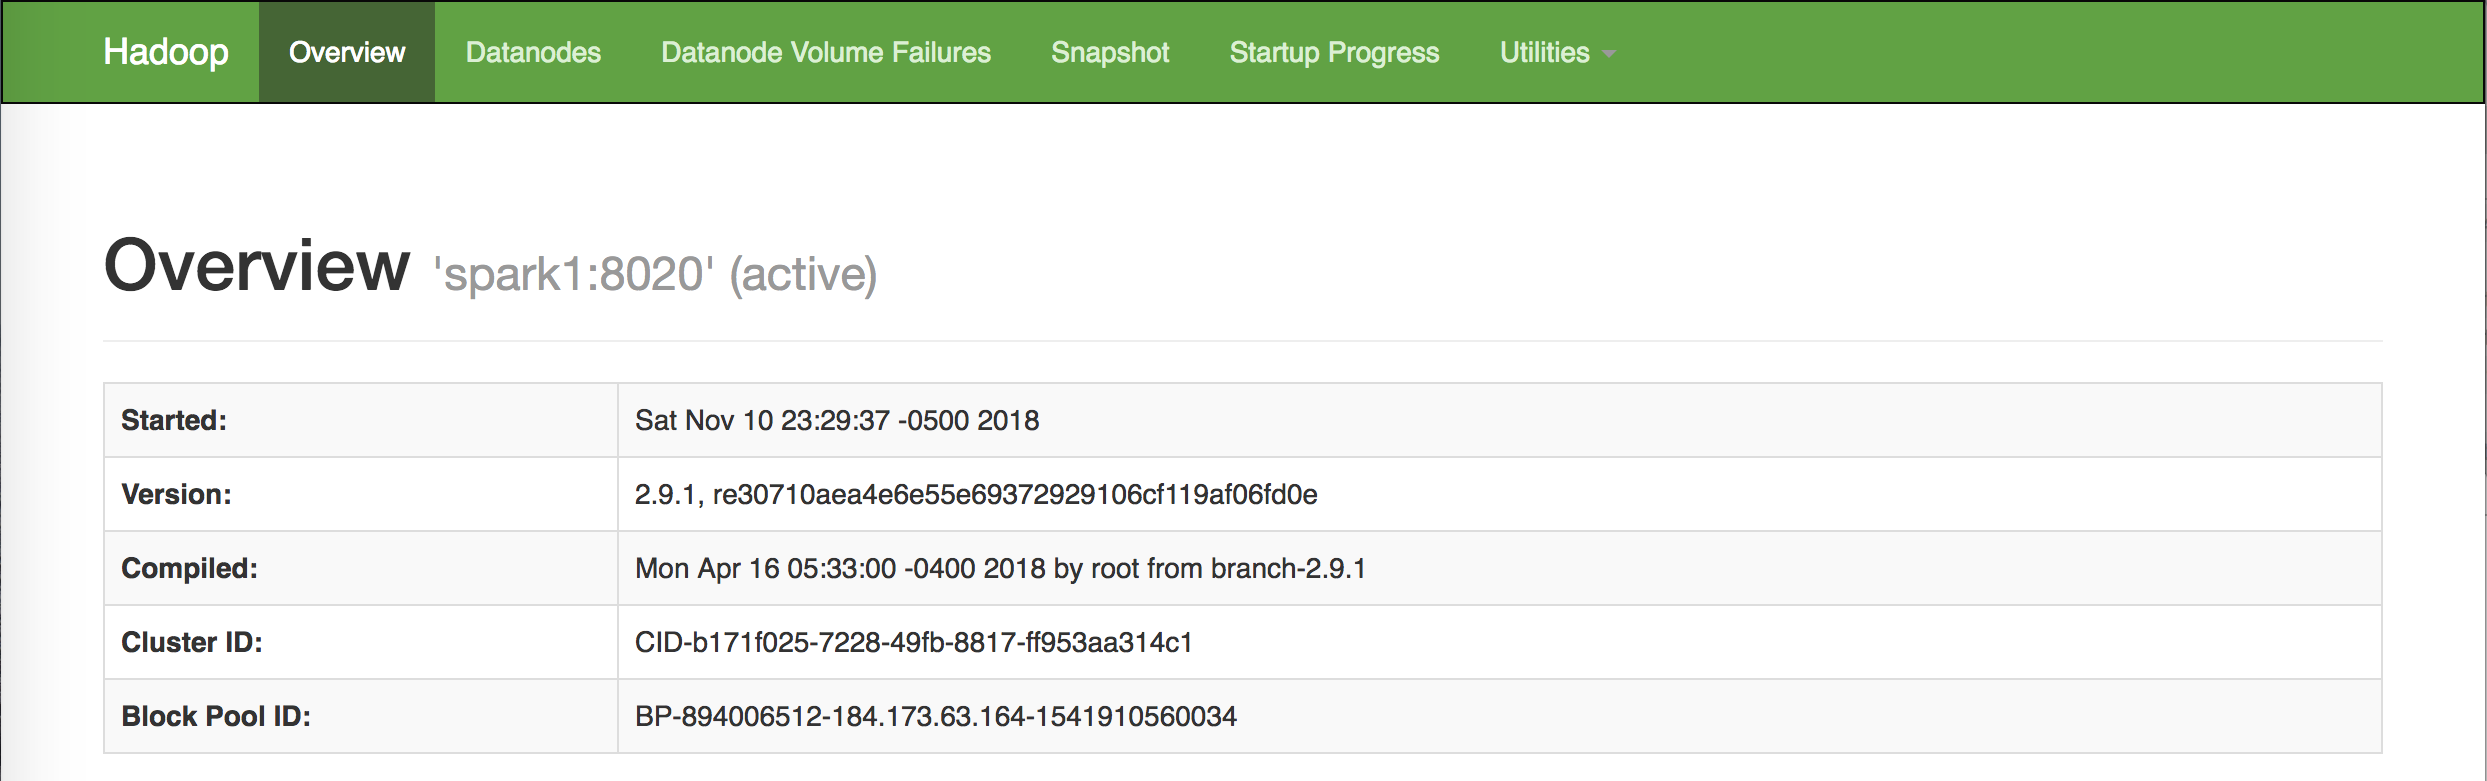 Hadoop Overview Datanodes Datanode Volume Failures Snapshot Startup Progress Utilities
Overview 'spark1:8020' (active)
Started: Sat Nov 10 23:29:37 -0500 2018
Version: 2.9.1, re30710aea4e6e55e69372929106cf119af06fd0e
Compiled: Mon Apr 16 05:33:00 -0400 2018 by root from branch-2.9.1
Cluster ID: CID-b171f025-7228-49fb-8817-ff953aa314c1
Block Pool ID: BP-894006512-184.173.63.164-1541910560034